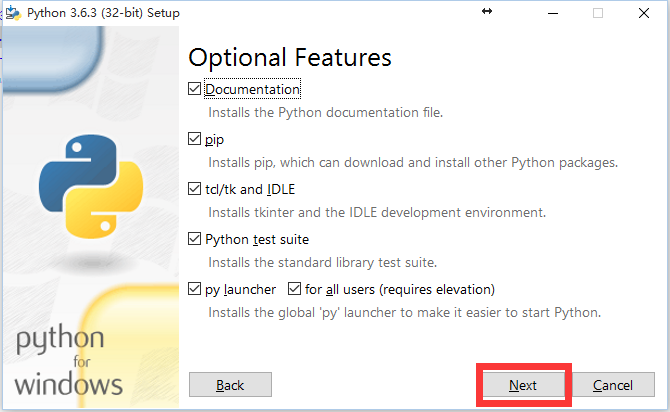 Python 3.6.3 (32-bit) Setup
Optional Features
Documentation
Installs the Python documentation file.
pip
Installs pip, which can download and install other Python packages.
tcl/tk and IDLE
Installs tkinter and the IDLE development environment.
Python test suite
Installs the standard library test suite.
py launcher for all users (requires elevation)
Installs the global 'py' launcher to make it easier to start Python.
python
for
windows
Back Next Cancel